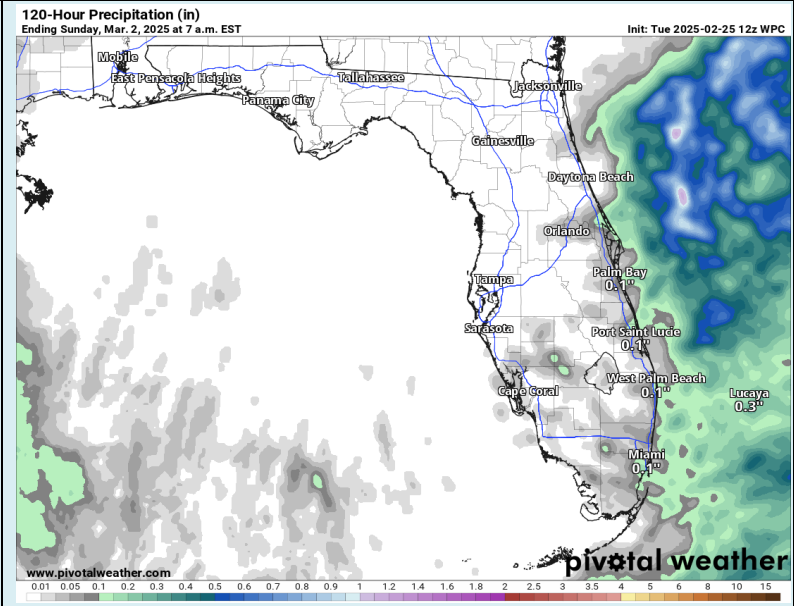 120-Hour Precipitation (in)
Ending Sunday, Mar. 2, 2025 at 7 a.m. EST
Init: Tue 2025-02-25 12z WPC
Mobile
East Pensacola Heights
Tallahassee
Jacksonville
Panama City
Gainesville
Daytona Beach
Orlando
Palm Bay
0.1"
Tampa
Sarasota
Port Saint Lucie
0.1"
West Palm Beach
0.1"
Cape Coral
Lucaya
0.3"
Miami
0.1"
pivotal weather
www.pivotalweather.com
0.01 0.05 0.1 0.2 0.3 0.4 0.5 0.6 0.7 0.8 0.9 1 1.2 1.4 1.6 1.8 2 2.5 3 3.5 4 5 6 8 10 15